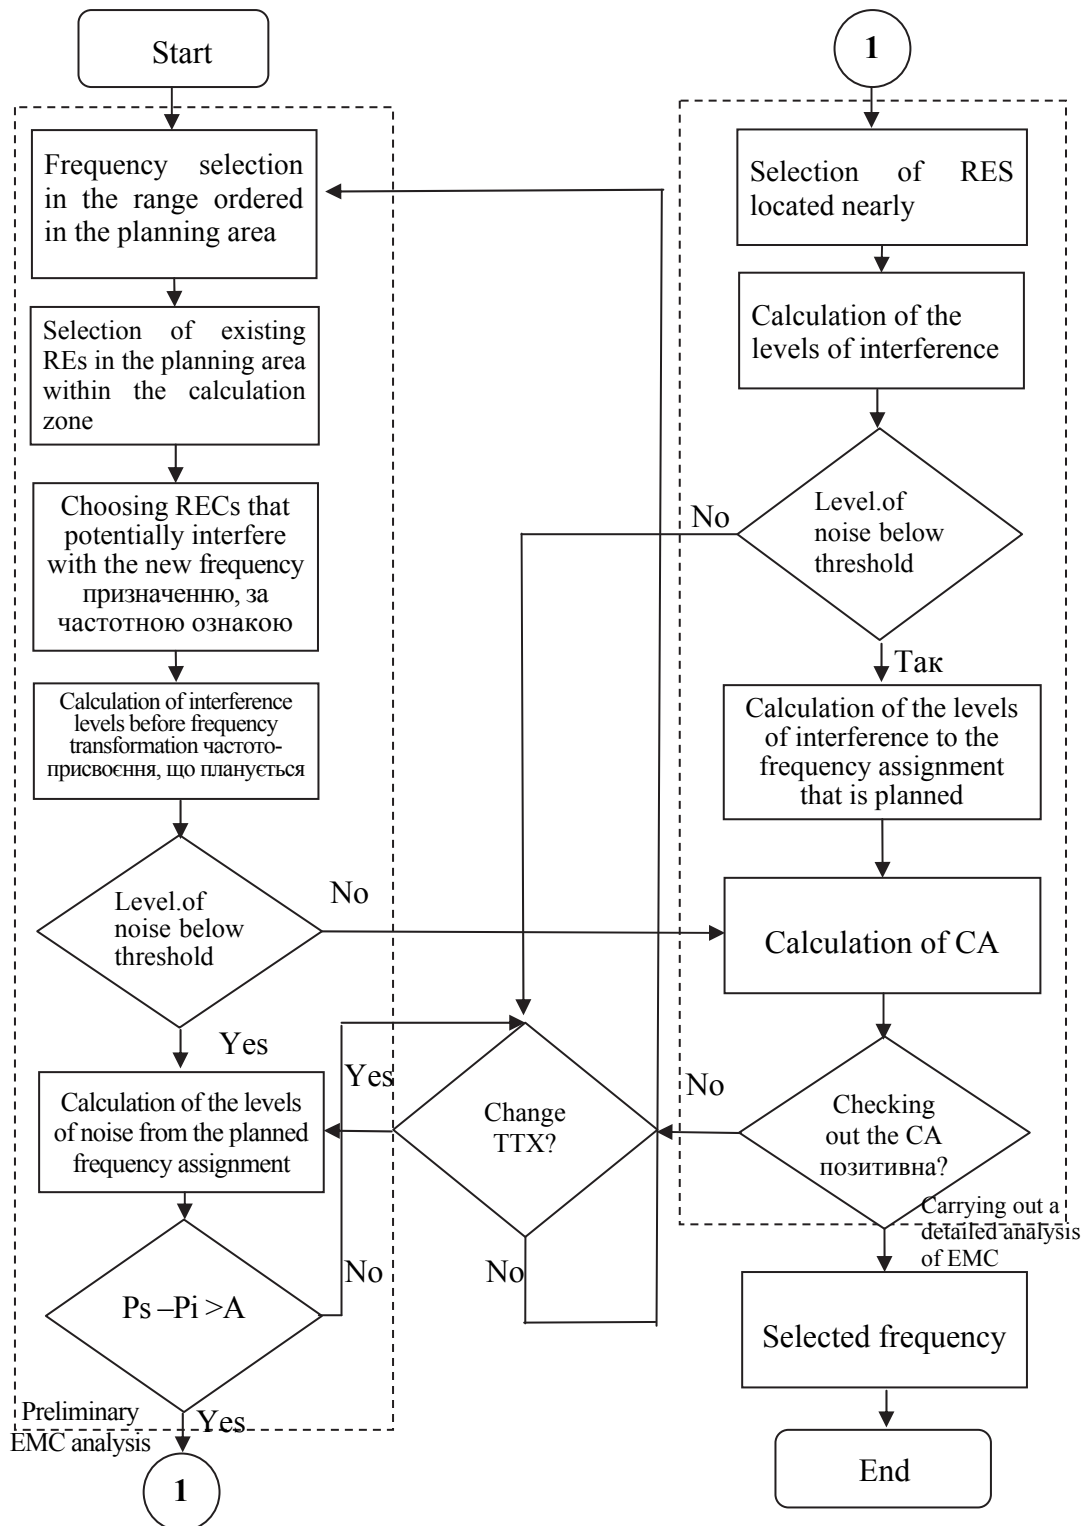 Start
Frequency selection
in the range ordered
in the planning area
Selection of existing
REs in the planning area
within the calculation
zone
Choosing RECs that
potentially interfere
with the new frequency
призначенню, за
частотною ознакою
Calculation of interference
levels before frequency
transformation частото-
присвоєння, що планується
Level.of
noise below
threshold
No
Yes
Calculation of the levels
of noise from the planned
frequency assignment
Ps –Pi >A
No
Yes
Preliminary
EMC analysis
1
Yes
Change
TTX?
No
1
Selection of RES
located nearly
Calculation of the
levels of interference
Level.of
noise below
threshold
No
Так
Calculation of the levels
of interference to the
frequency assignment
that is planned
Calculation of CA
Checking
out the CA
позитивна?
No
Carrying out a
detailed analysis
of EMC
Selected frequency
End